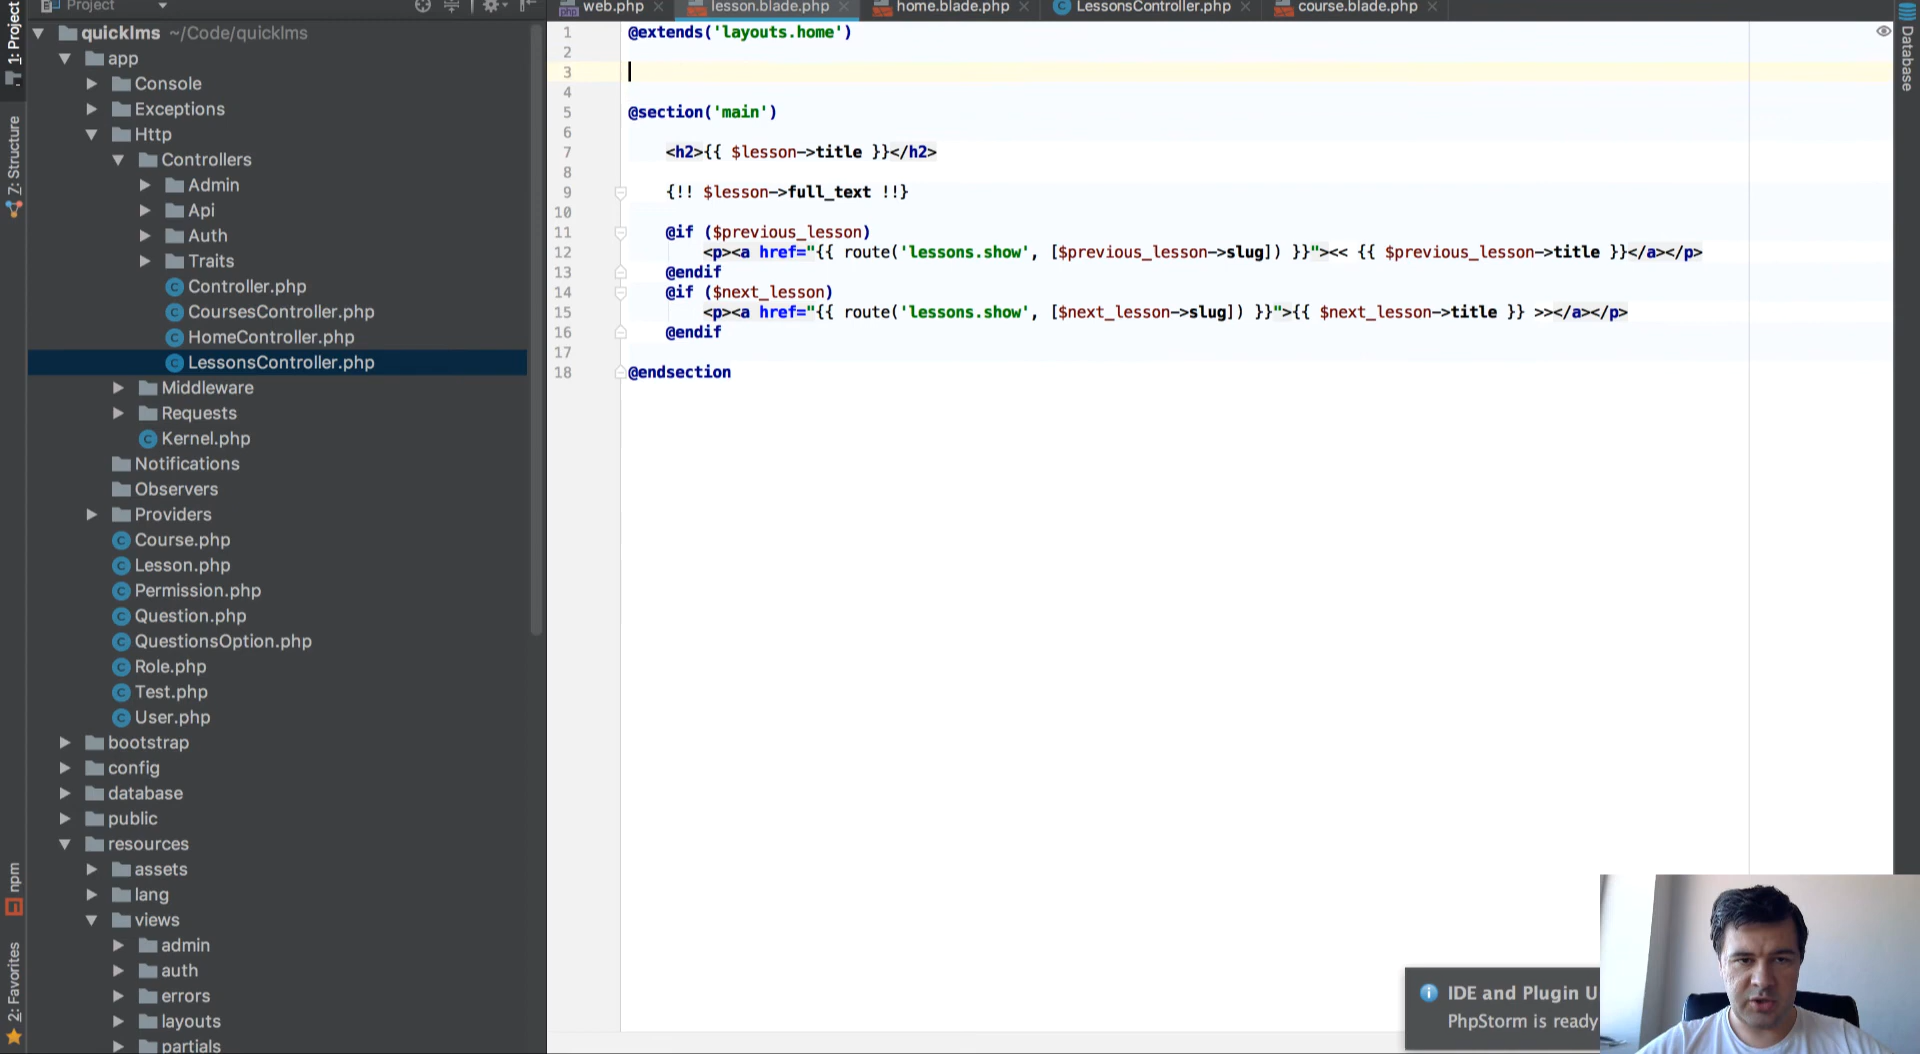 Project
web.php
lesson.blade.php
home.blade.php
LessonsController.php
course.blade.php
1: Project
7: Structure
npm
2: Favorites
Database
quicklms ~/Code/quicklms
app
Console
Exceptions
Http
Controllers
Admin
Api
Auth
Traits
Controller.php
CoursesController.php
HomeController.php
LessonsController.php
Middleware
Requests
Kernel.php
Notifications
Observers
Providers
Course.php
Lesson.php
Permission.php
Question.php
QuestionsOption.php
Role.php
Test.php
User.php
bootstrap
config
database
public
resources
assets
lang
views
admin
auth
errors
layouts
partials
1 @extends('layouts.home')
2
3
4
5 @section('main')
6
7 <h2>{{ $lesson->title }}</h2>
8
9 {!! $lesson->full_text !!}
10
11 @if ($previous_lesson)
12 <p><a href="{{ route('lessons.show', [$previous_lesson->slug]) }}"><< {{ $previous_lesson->title }}</a></p>
13 @endif
14 @if ($next_lesson)
15 <p><a href="{{ route('lessons.show', [$next_lesson->slug]) }}">{{ $next_lesson->title }} >></a></p>
16 @endif
17
18 @endsection
IDE and Plugin U
PhpStorm is ready